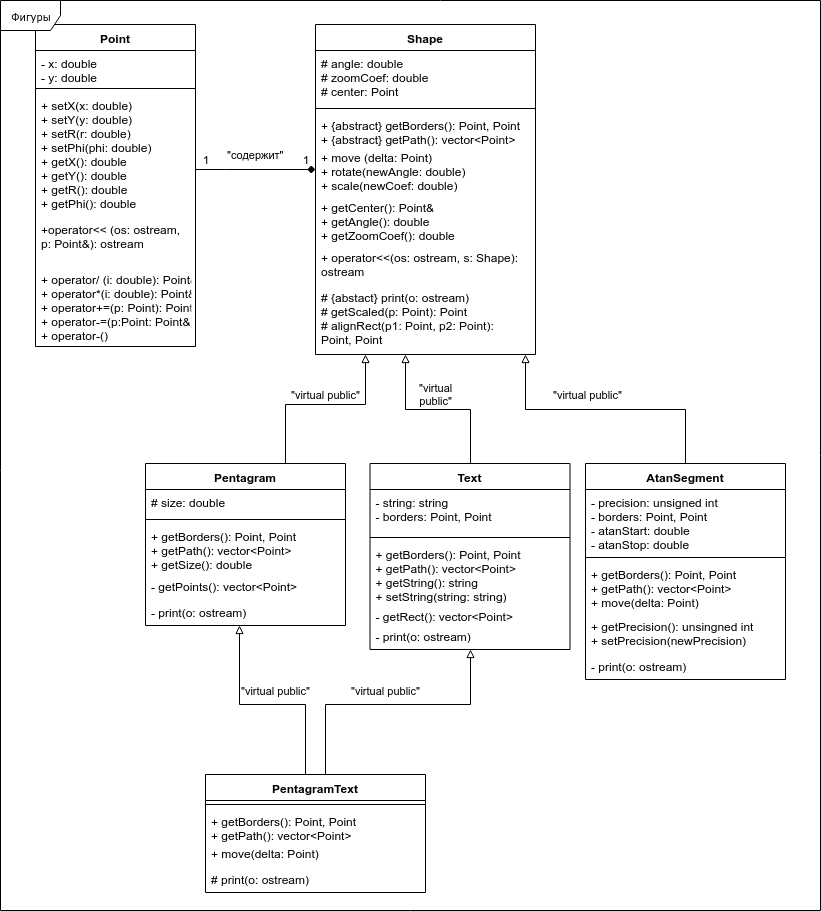 Фигуры
Point
- x: double
- y: double
+ setX(x: double)
+ setY(y: double)
+ setR(r: double)
+ setPhi(phi: double)
+ getX(): double
+ getY(): double
+ getR(): double
+ getPhi(): double
+operator<< (os: ostream,
p: Point&): ostream
+ operator/ (i: double): Point
+ operator*(i: double): Point&
+ operator+=(p: Point): Point
+ operator-=(p:Point: Point&
+ operator-()
1
"содержит"
1
Shape
# angle: double
# zoomCoef: double
# center: Point
+ {abstract} getBorders(): Point, Point
+ {abstract} getPath(): vector<Point>
+ move (delta: Point)
+ rotate(newAngle: double)
+ scale(newCoef: double)
+ getCenter(): Point&
+ getAngle(): double
+ getZoomCoef(): double
+ operator<<(os: ostream, s: Shape):
ostream
# {abstact} print(o: ostream)
# getScaled(p: Point): Point
# alignRect(p1: Point, p2: Point):
Point, Point
"virtual public"
"virtual
public"
"virtual public"
Pentagram
# size: double
+ getBorders(): Point, Point
+ getPath(): vector<Point>
+ getSize(): double
- getPoints(): vector<Point>
- print(o: ostream)
Text
- string: string
- borders: Point, Point
+ getBorders(): Point, Point
+ getPath(): vector<Point>
+ getString(): string
+ setString(string: string)
- getRect(): vector<Point>
- print(o: ostream)
AtanSegment
- precision: unsigned int
- borders: Point, Point
- atanStart: double
- atanStop: double
+ getBorders(): Point, Point
+ getPath(): vector<Point>
+ move(delta: Point)
+ getPrecision(): unsingned int
+ setPrecision(newPrecision)
- print(o: ostream)
"virtual public"
"virtual public"
PentagramText
+ getBorders(): Point, Point
+ getPath(): vector<Point>
+ move(delta: Point)
# print(o: ostream)